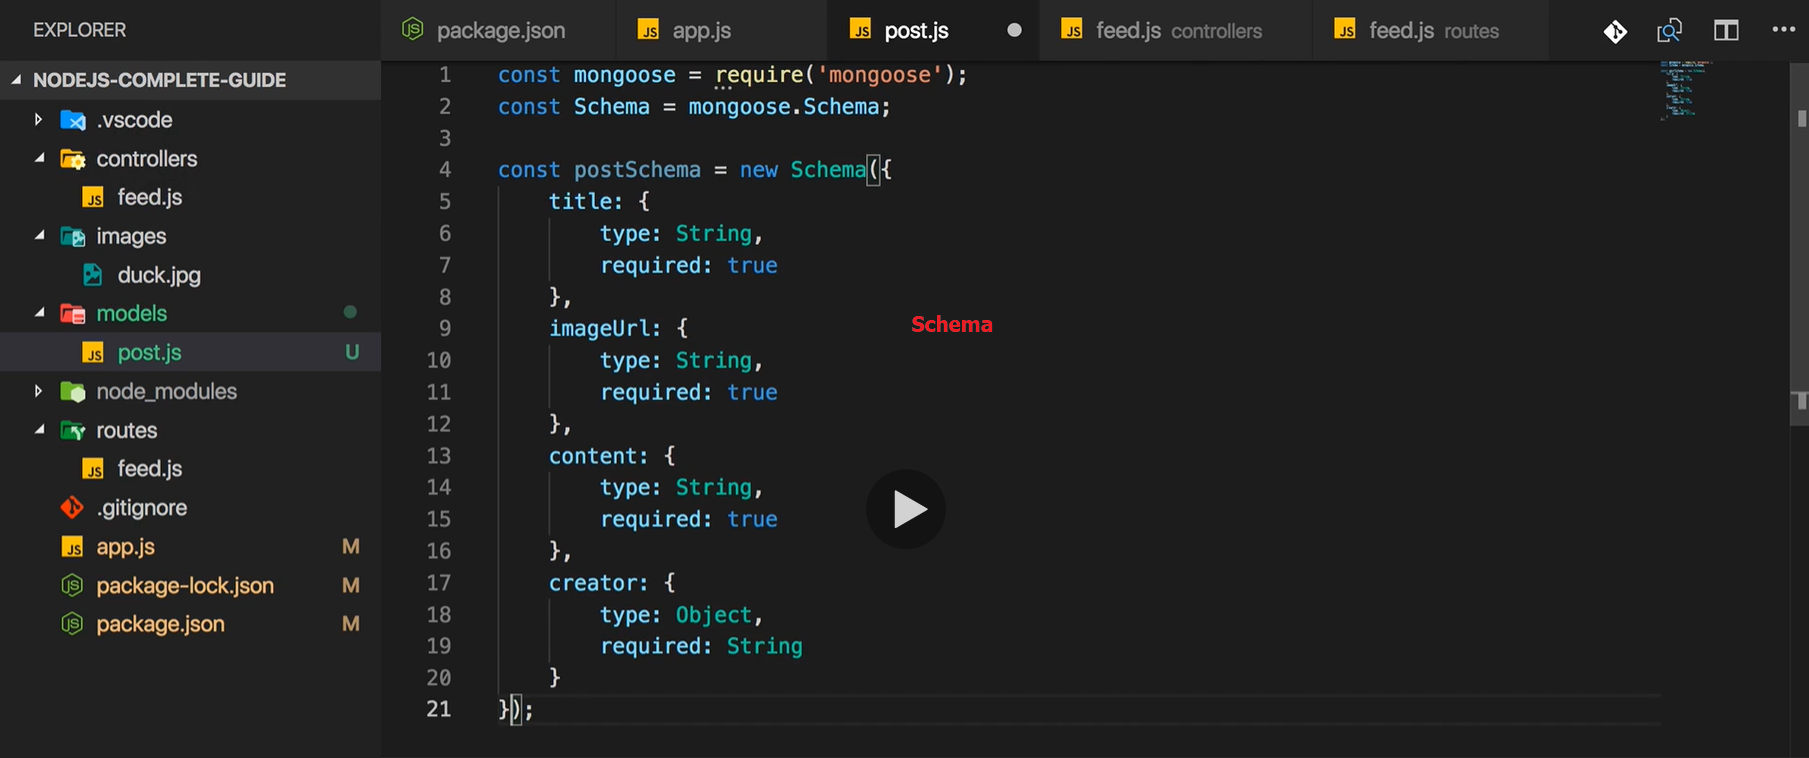 EXPLORER
package.json
app.js
post.js
feed.js controllers
feed.js routes
NODEJS-COMPLETE-GUIDE
.vscode
controllers
feed.js
images
duck.jpg
models
post.js U
node_modules
routes
feed.js
.gitignore
app.js M
package-lock.json M
package.json M
1 const mongoose = require('mongoose');
2 const Schema = mongoose.Schema;
3
4 const postSchema = new Schema({
5 title: {
6 type: String,
7 required: true
8 },
9 imageUrl: {
10 type: String,
11 required: true
12 },
13 content: {
14 type: String,
15 required: true
16 },
17 creator: {
18 type: Object,
19 required: String
20 }
21 });
Schema